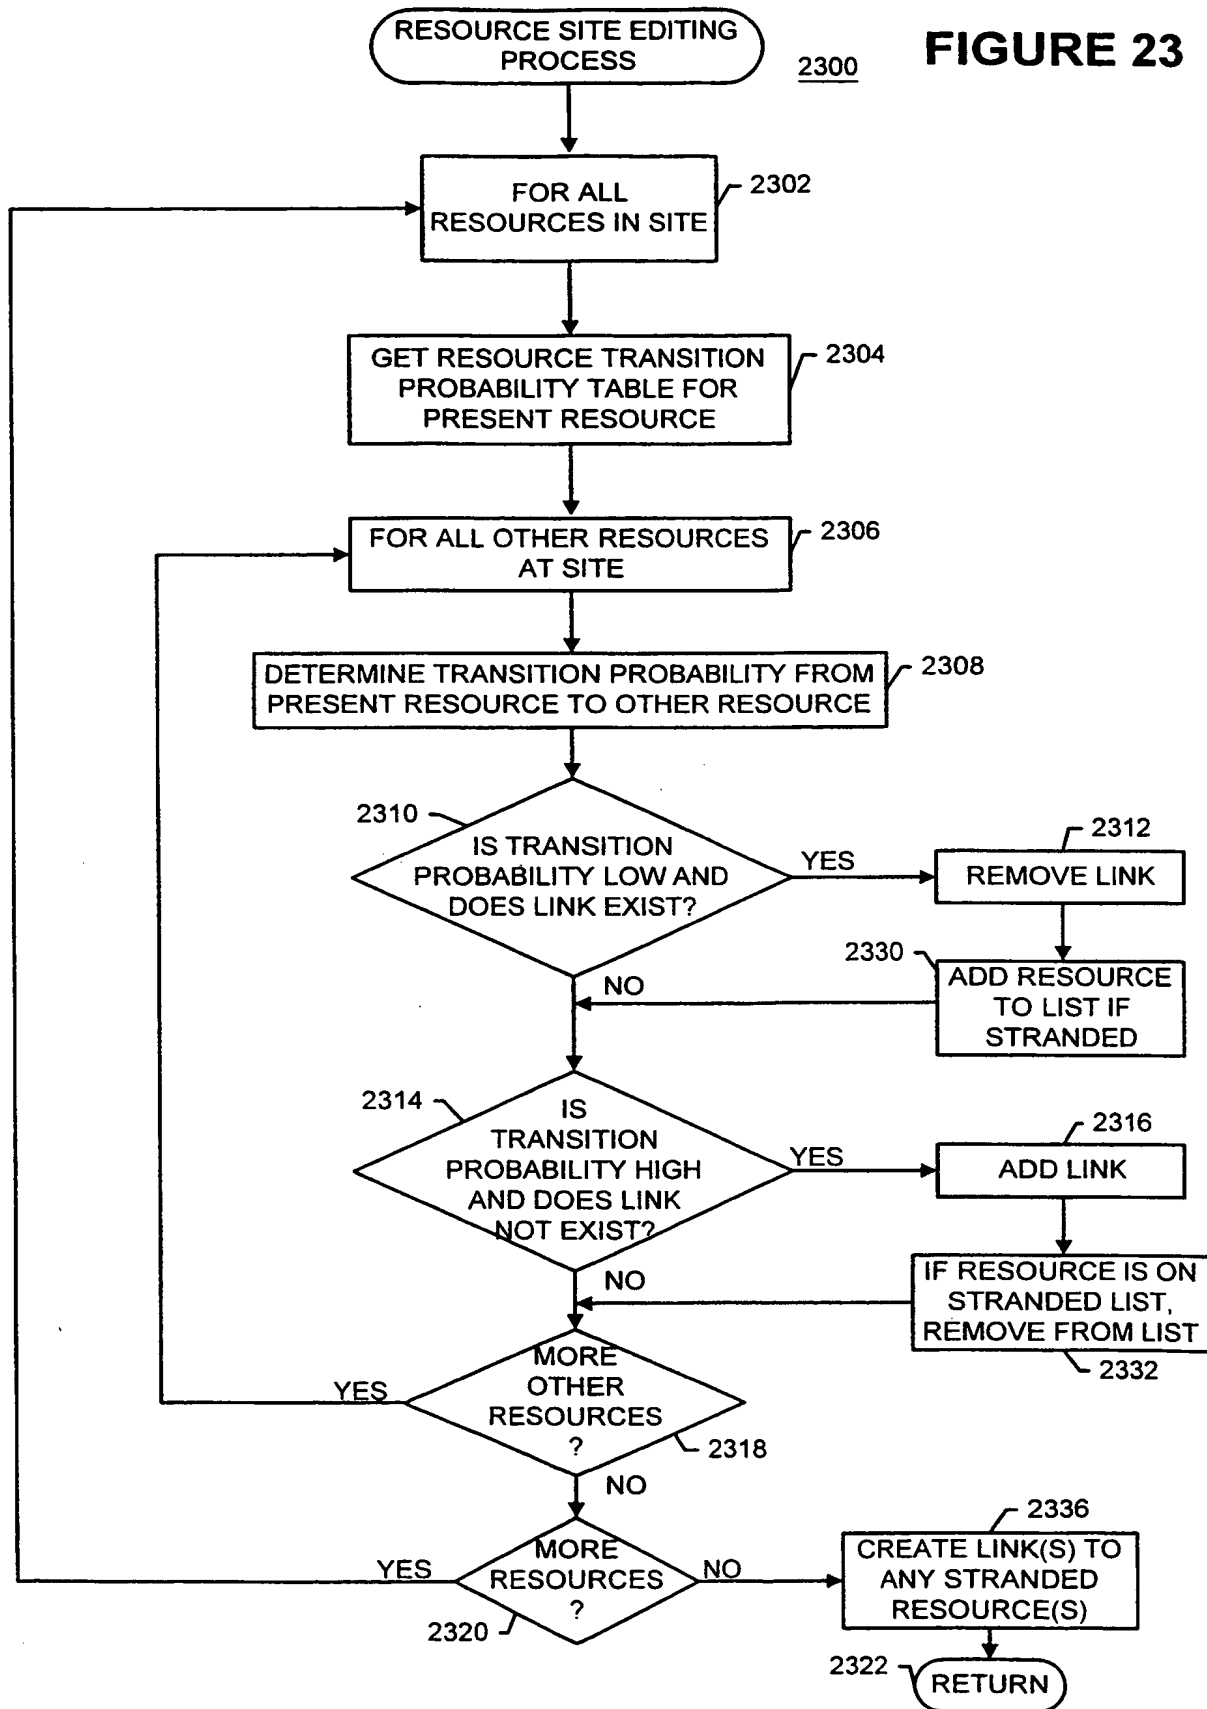 RESOURCE SITE EDITING
PROCESS
2300
FIGURE 23
FOR ALL
RESOURCES IN SITE
2302
GET RESOURCE TRANSITION
PROBABILITY TABLE FOR
PRESENT RESOURCE
2304
FOR ALL OTHER RESOURCES
AT SITE
2306
DETERMINE TRANSITION PROBABILITY FROM
PRESENT RESOURCE TO OTHER RESOURCE
2308
2310
IS TRANSITION
PROBABILITY LOW AND
DOES LINK EXIST?
YES
2312
REMOVE LINK
2330
ADD RESOURCE
TO LIST IF
STRANDED
NO
2314
IS
TRANSITION
PROBABILITY HIGH
AND DOES LINK
NOT EXIST?
YES
2316
ADD LINK
IF RESOURCE IS ON
STRANDED LIST,
REMOVE FROM LIST
2332
NO
MORE
OTHER
RESOURCES
?
YES
2318
NO
MORE
RESOURCES
?
YES
2320
NO
2336
CREATE LINK(S) TO
ANY STRANDED
RESOURCE(S)
2322
RETURN